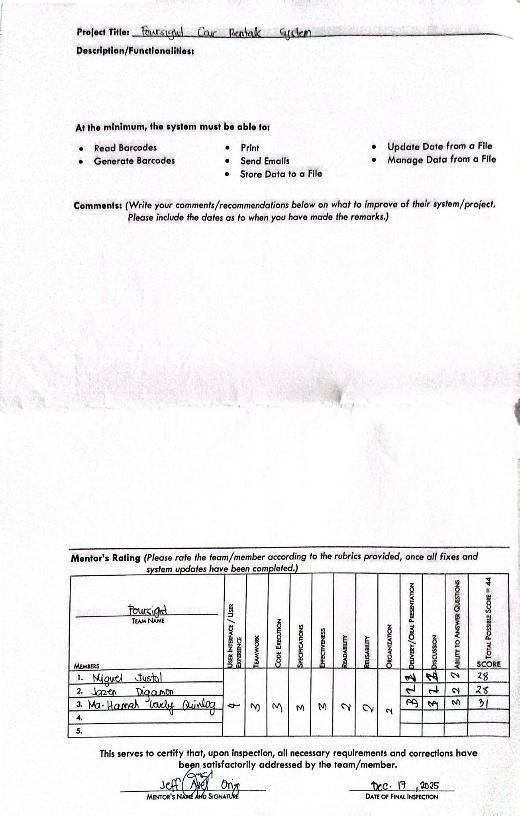 Project Title: Foursight Car Rentals System
Description/Functionalities:
At the minimum, the system must be able to:
• Read Barcodes • Print • Update Data from a File
• Generate Barcodes • Send Emails • Manage Data from a File
• Store Data to a File
Comments: (Write your comments/recommendations below on what to improve of their system/project.
Please include the dates as to when you have made the remarks.)
Mentor's Rating (Please rate the team/member according to the rubrics provided, once all fixes and
system updates have been completed.)
Foursight
TEAM NAME
MEMBERS
USER INTERFACE / USER EXPERIENCE
TEAMWORK
CODE EXECUTION
SPECIFICATIONS
EFFECTIVENESS
READABILITY
REUSABILITY
ORGANIZATION
DELIVERY/ORAL PRESENTATION
DISCUSSION
ABILITY TO ANSWER QUESTIONS
TOTAL POSSIBLE SCORE = 44
SCORE
1. Miguel Justol 2 28
2. Jozen Digamon 2 28
3. Ma. Hannah Lovely Quinlog 4 3 3 3 3 2 2 2 3 3 3 31
4.
5.
This serves to certify that, upon inspection, all necessary requirements and corrections have
been satisfactorily addressed by the team/member.
Jeff Orig Dec. 17, 2025
MENTOR'S NAME AND SIGNATURE DATE OF FINAL INSPECTION